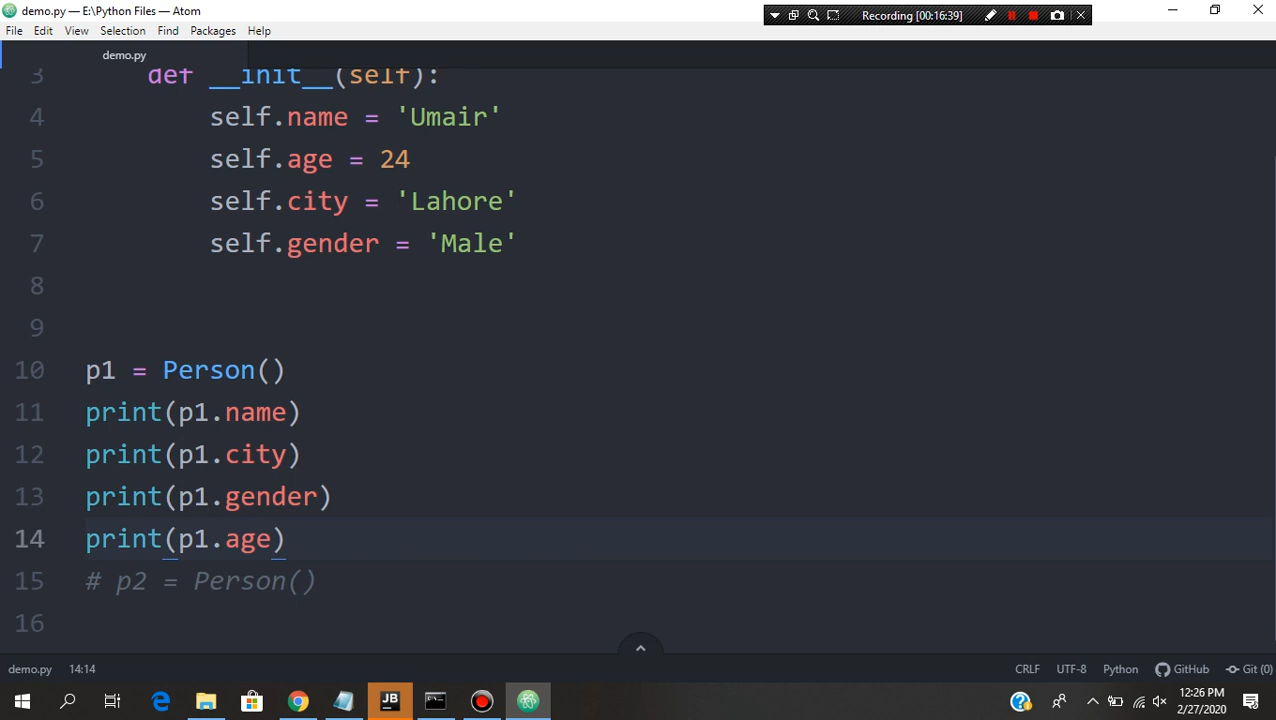 demo.py — E:\Python Files — Atom
Recording [00:16:39]
File Edit View Selection Find Packages Help
demo.py
3 def __init__(self):
4 self.name = 'Umair'
5 self.age = 24
6 self.city = 'Lahore'
7 self.gender = 'Male'
8
9
10 p1 = Person()
11 print(p1.name)
12 print(p1.city)
13 print(p1.gender)
14 print(p1.age)
15 # p2 = Person()
16
demo.py 14:14 CRLF UTF-8 Python GitHub Git (0)
JB
12:26 PM
2/27/2020